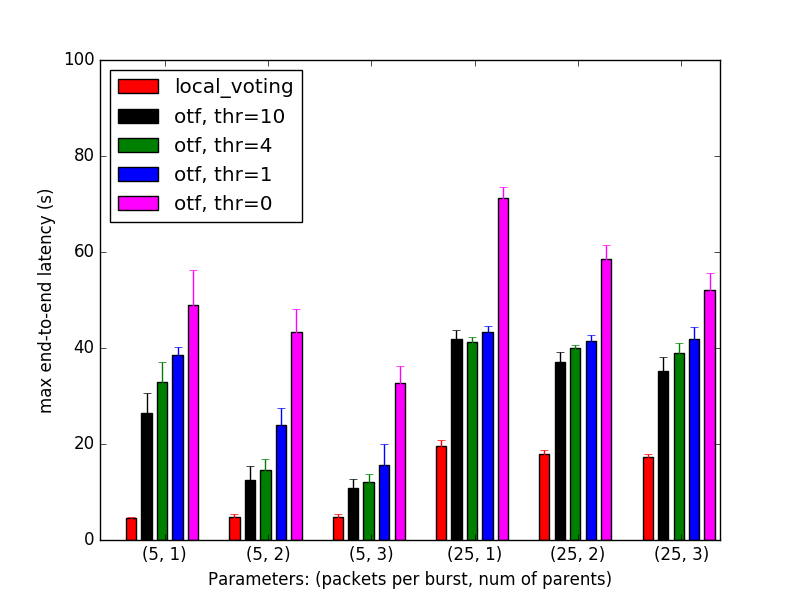 100
80
60
40
20
0
max end-to-end latency (s)
local_voting
otf, thr=10
otf, thr=4
otf, thr=1
otf, thr=0
(5, 1) (5, 2) (5, 3) (25, 1) (25, 2) (25, 3)
Parameters: (packets per burst, num of parents)